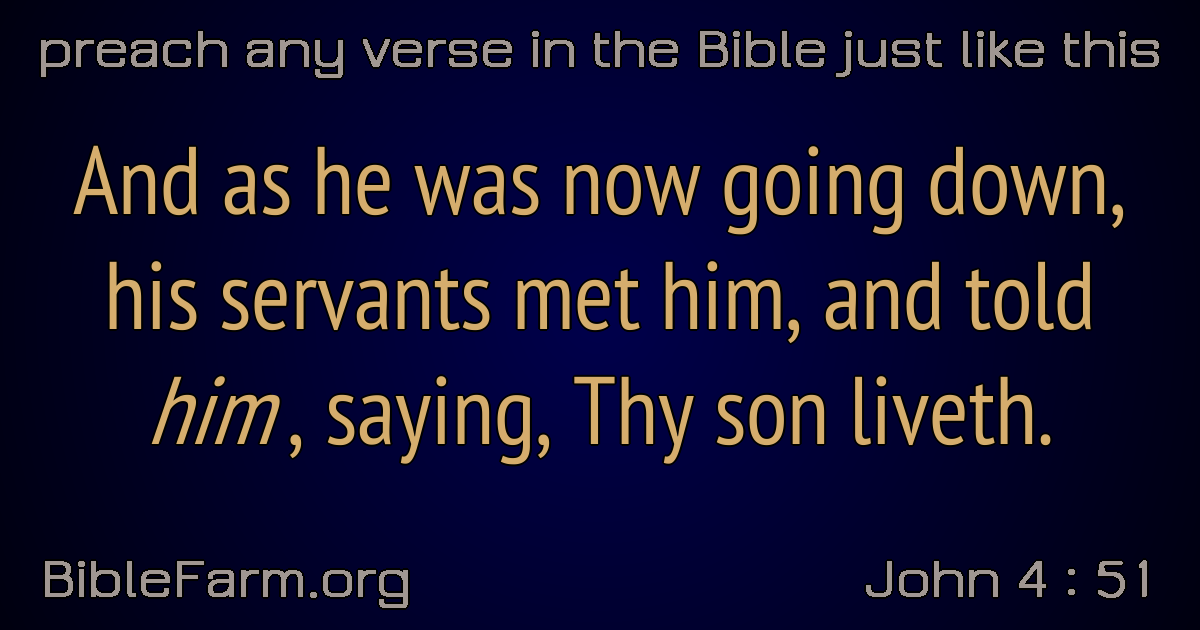 preach any verse in the Bible just like this
And as he was now going down,
his servants met him, and told
him, saying, Thy son liveth.
BibleFarm.org
John 4 : 51